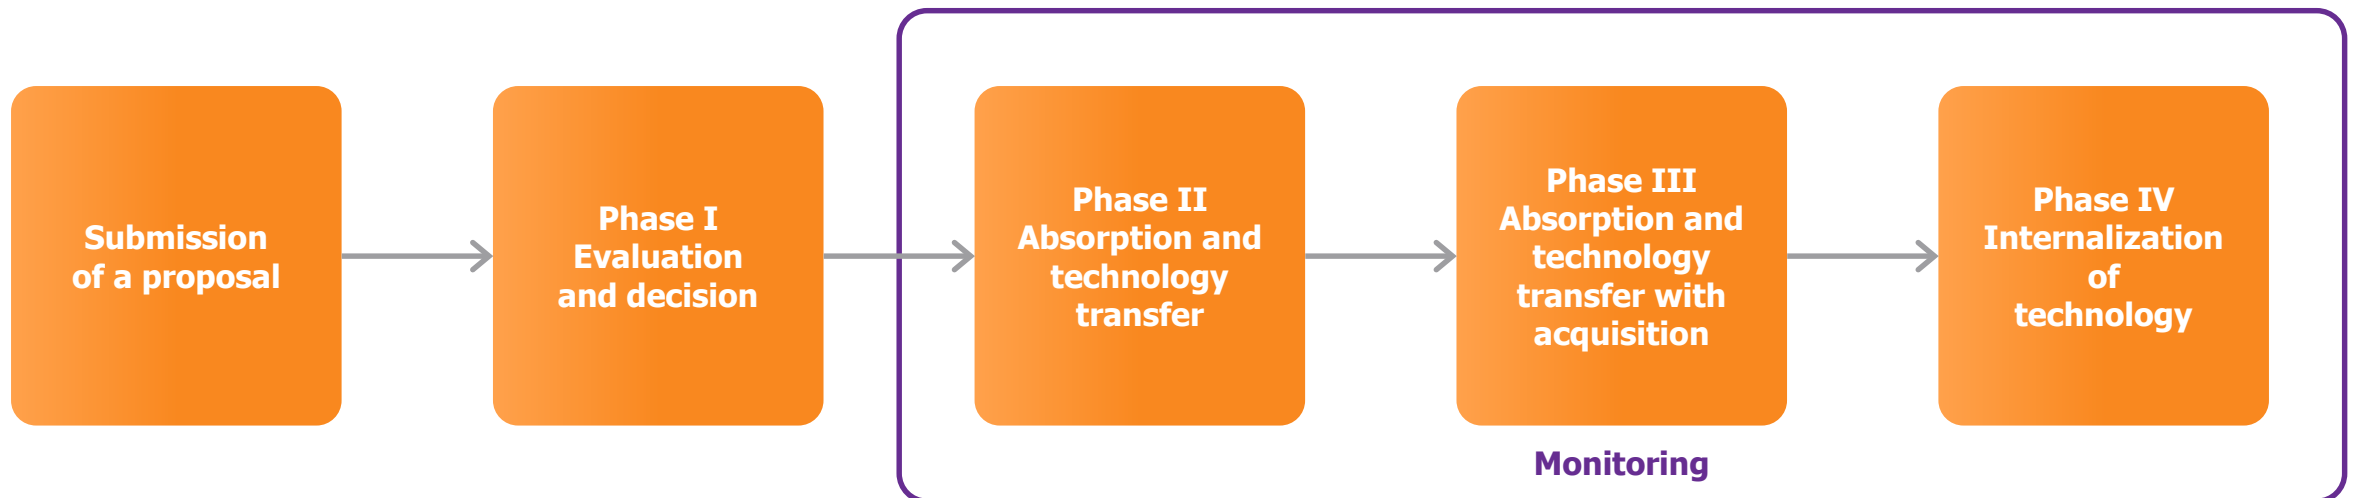 Submission
of a proposal
Phase I
Evaluation
and decision
Phase II
Absorption and
technology
transfer
Phase III
Absorption and
technology
transfer with
acquisition
Phase IV
Internalization
of
technology
Monitoring